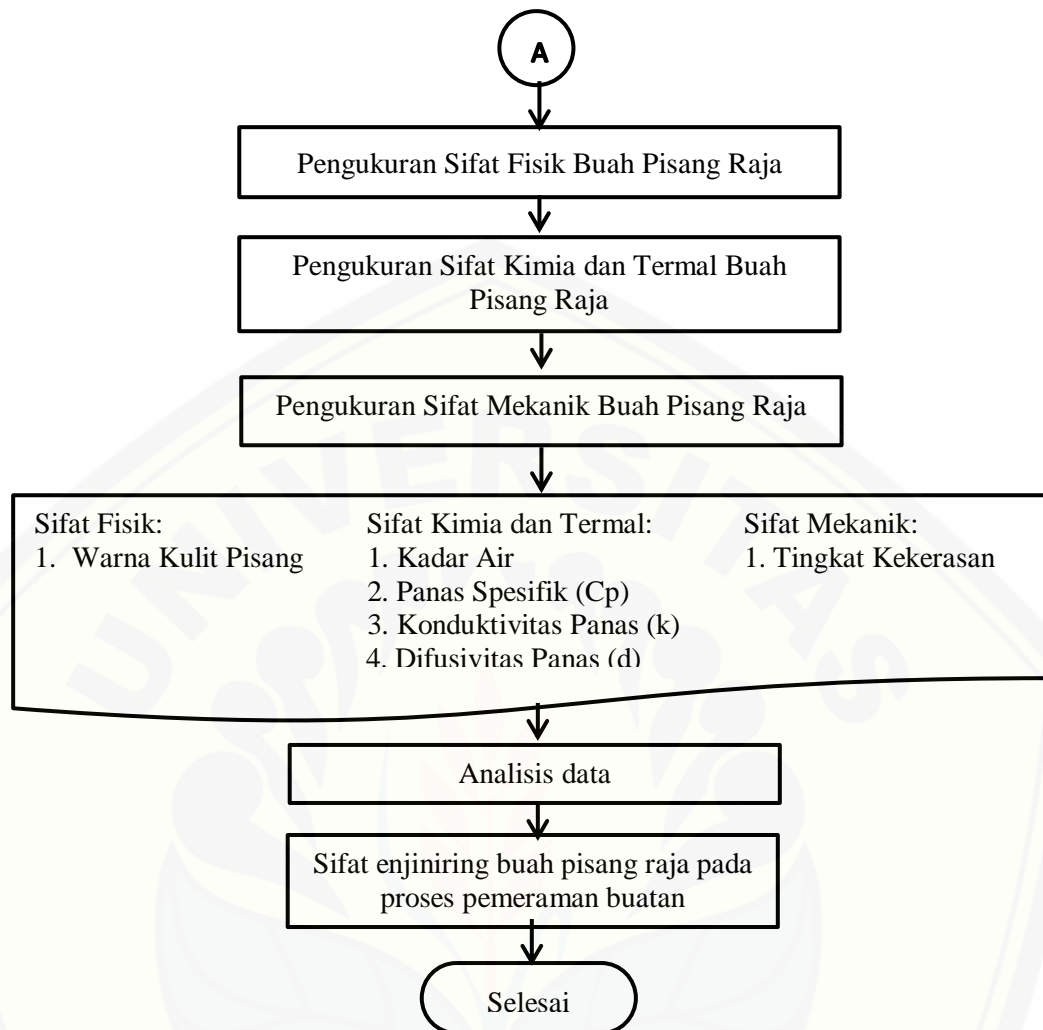 A
Pengukuran Sifat Fisik Buah Pisang Raja
Pengukuran Sifat Kimia dan Termal Buah
Pisang Raja
Pengukuran Sifat Mekanik Buah Pisang Raja
UNIVERSITAS
Sifat Fisik:
1. Warna Kulit Pisang
Sifat Kimia dan Termal:
1. Kadar Air
2. Panas Spesifik (Cp)
3. Konduktivitas Panas (k)
4. Difusivitas Panas (d)
Sifat Mekanik:
1. Tingkat Kekerasan
Analisis data
Sifat enjiniring buah pisang raja pada
proses pemeraman buatan
Selesai